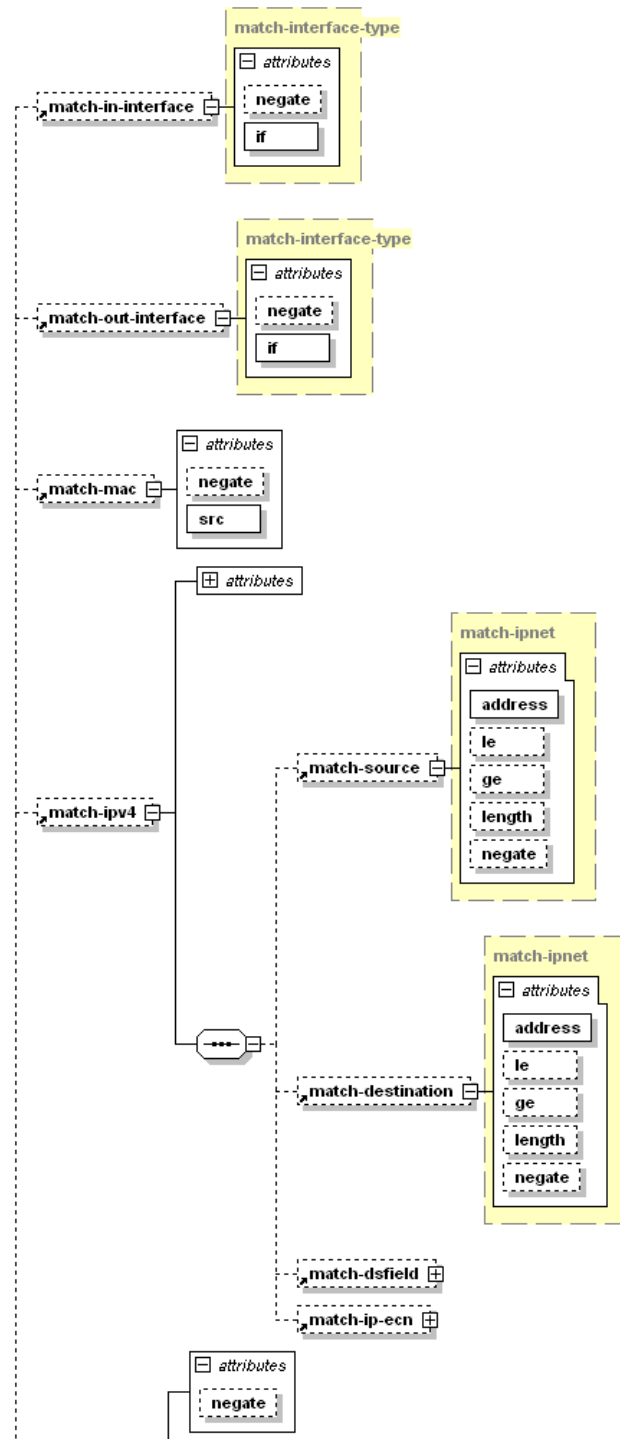 match-interface-type
attributes
negate
match-in-interface
if
match-interface-type
attributes
negate
match-out-interface
if
attributes
negate
match-mac
src
attributes
match-ipnet
attributes
address
le
match-source
ge
length
match-ipv4
negate
match-ipnet
attributes
address
le
match-destination
ge
length
negate
match-dsfield
match-ip-ecn
attributes
negate